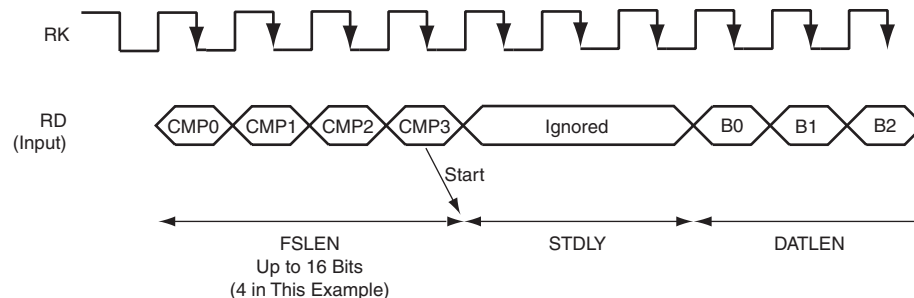 RK
RD
(Input)
CMP0 CMP1 CMP2 CMP3 Ignored B0 B1 B2
Start
FSLEN STDLY DATLEN
Up to 16 Bits
(4 in This Example)